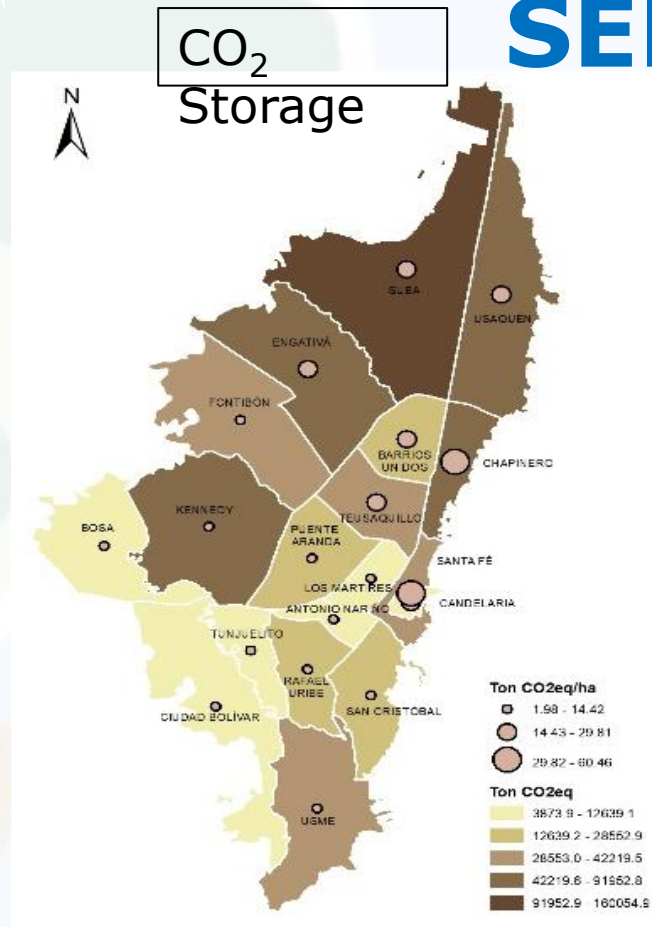 CO₂
Storage
SE
N
SUBA
USAQUEN
ENGATIVÁ
FONTIBÓN
BARRIOS
UNIDOS
CHAPINERO
KENNEDY
TEUSAQUILLO
BOSA
PUENTE
ARANDA
SANTA FÉ
LOS MARTIRES
CANDELARIA
ANTONIO NARIÑO
TUNJUELITO
RAFAEL
URIBE
SAN CRISTOBAL
CIUDAD BOLÍVAR
USME
Ton CO2eq/ha
1.98 - 14.42
14.43 - 29.81
29.82 - 60.46
Ton CO2eq
3873.9 - 12639.1
12639.2 - 28552.9
28553.0 - 42219.5
42219.6 - 91952.8
91952.9 - 160054.9